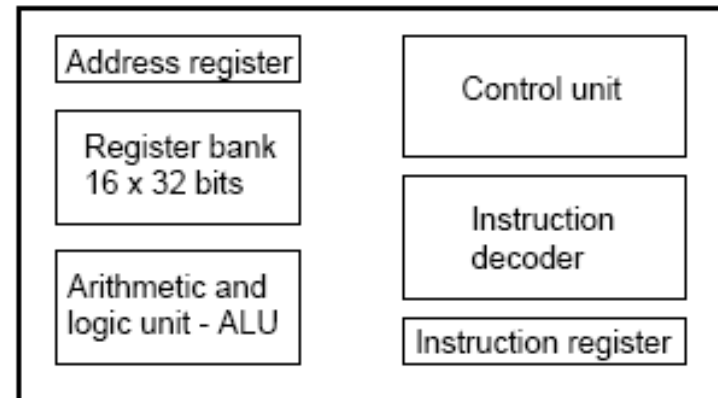 Address register
Register bank
16 x 32 bits
Arithmetic and
logic unit - ALU
Control unit
Instruction
decoder
Instruction register